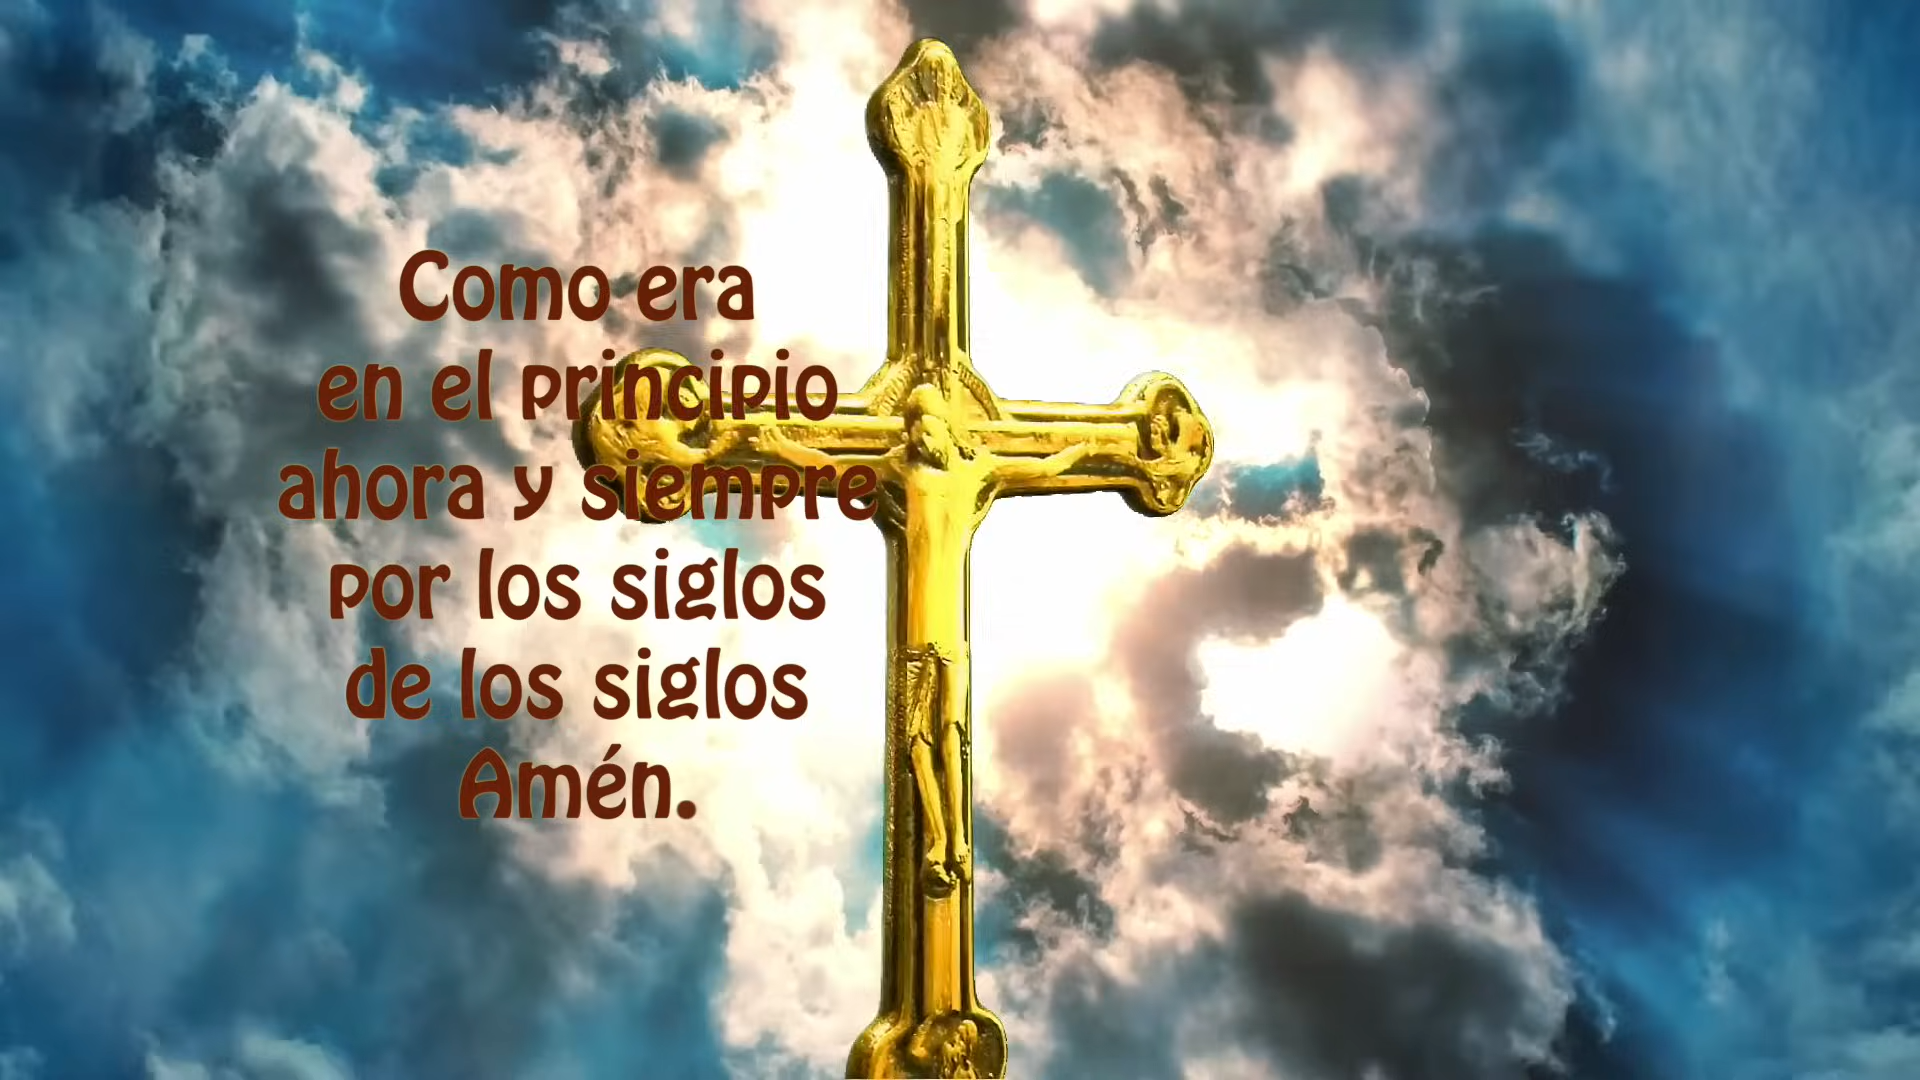 Como era
en el principio
ahora y siempre
por los siglos
de los siglos
Amén.